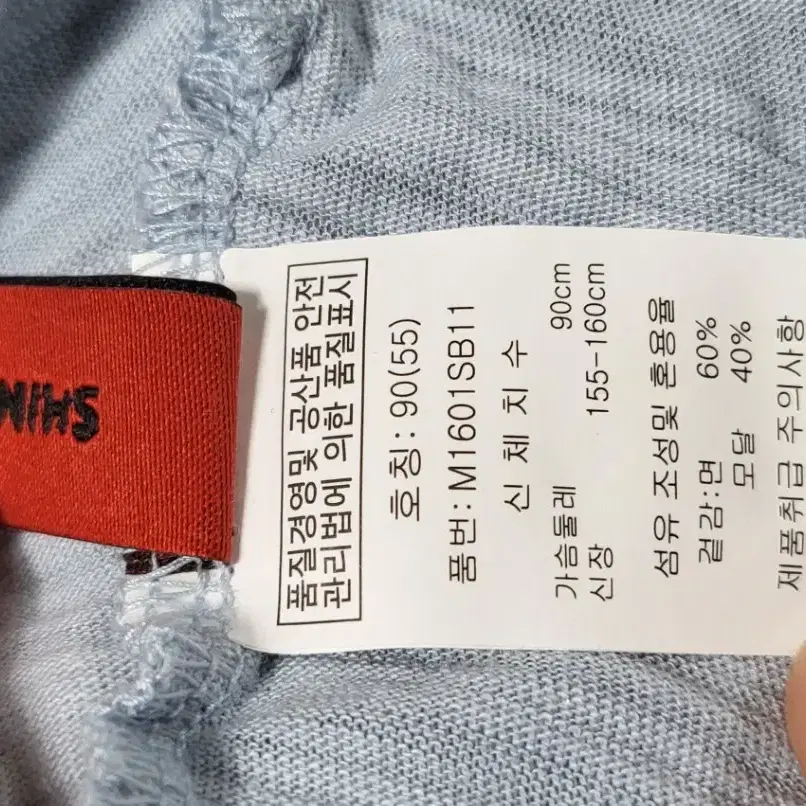 SHIN
품질경영및 공산품 안전
관리법에 의한 품질표시
호칭: 90(55)
품번: M1601SB11
신 체 치 수
가슴둘레 90cm
신장 155-160cm
섬유 조성및 혼용율
겉감:면 60%
모달 40%
제품취급 주의사항